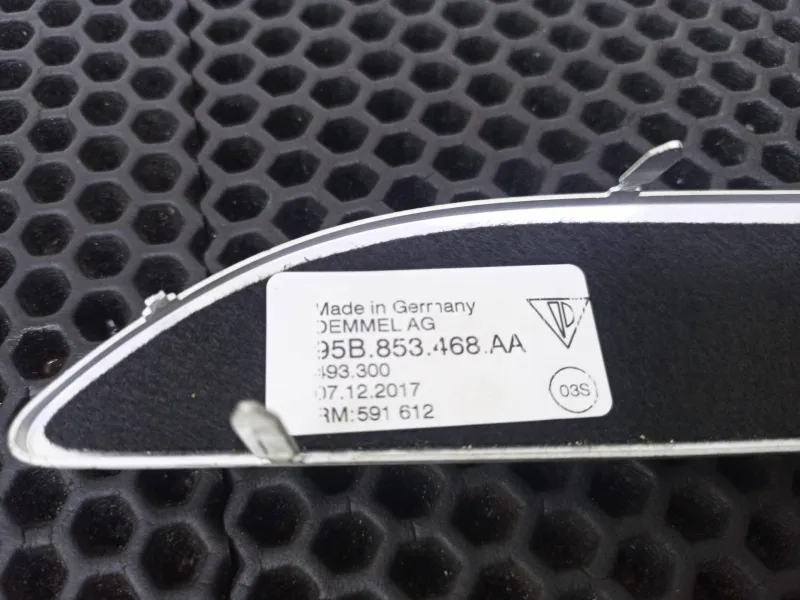 Made in Germany
DEMMEL AG
95B.853.468.AA
493.300
07.12.2017
RM:591 612
03S